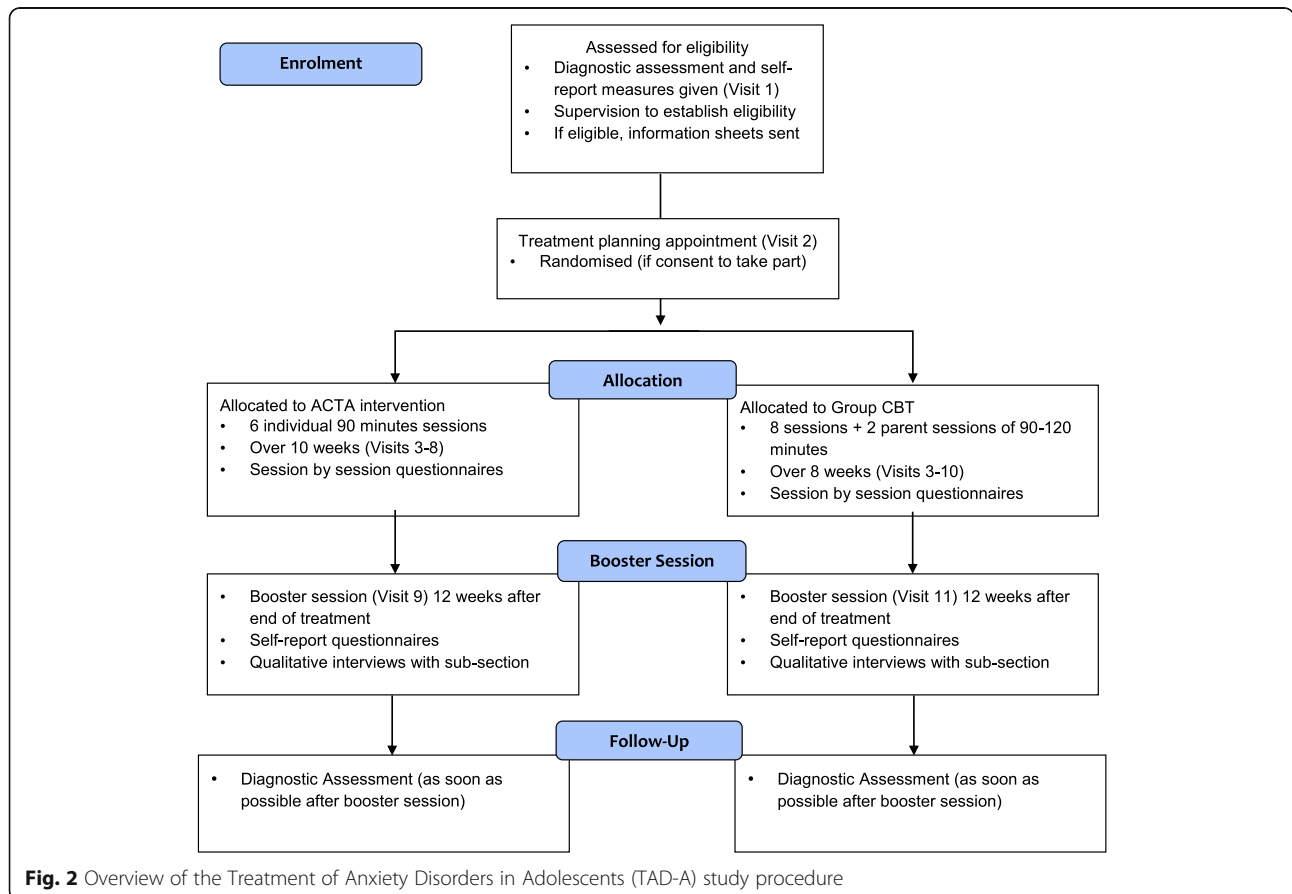 Enrolment
Assessed for eligibility
• Diagnostic assessment and self-
report measures given (Visit 1)
• Supervision to establish eligibility
• If eligible, information sheets sent
Treatment planning appointment (Visit 2)
• Randomised (if consent to take part)
Allocation
Allocated to ACTA intervention
• 6 individual 90 minutes sessions
• Over 10 weeks (Visits 3-8)
• Session by session questionnaires
Allocated to Group CBT
• 8 sessions + 2 parent sessions of 90-120
minutes
• Over 8 weeks (Visits 3-10)
• Session by session questionnaires
Booster Session
• Booster session (Visit 9) 12 weeks after
end of treatment
• Self-report questionnaires
• Qualitative interviews with sub-section
• Booster session (Visit 11) 12 weeks after
end of treatment
• Self-report questionnaires
• Qualitative interviews with sub-section
Follow-Up
• Diagnostic Assessment (as soon as
possible after booster session)
• Diagnostic Assessment (as soon as
possible after booster session)
Fig. 2 Overview of the Treatment of Anxiety Disorders in Adolescents (TAD-A) study procedure